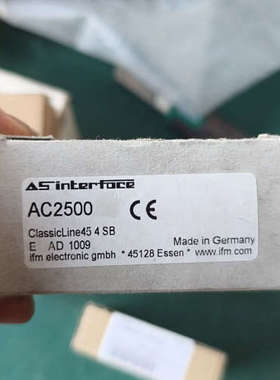 AS interface
AC2500 CE
ClassicLine45 4 SB
E AD 1009 Made in Germany
ifm electronic gmbh * 45128 Essen * www.ifm.com